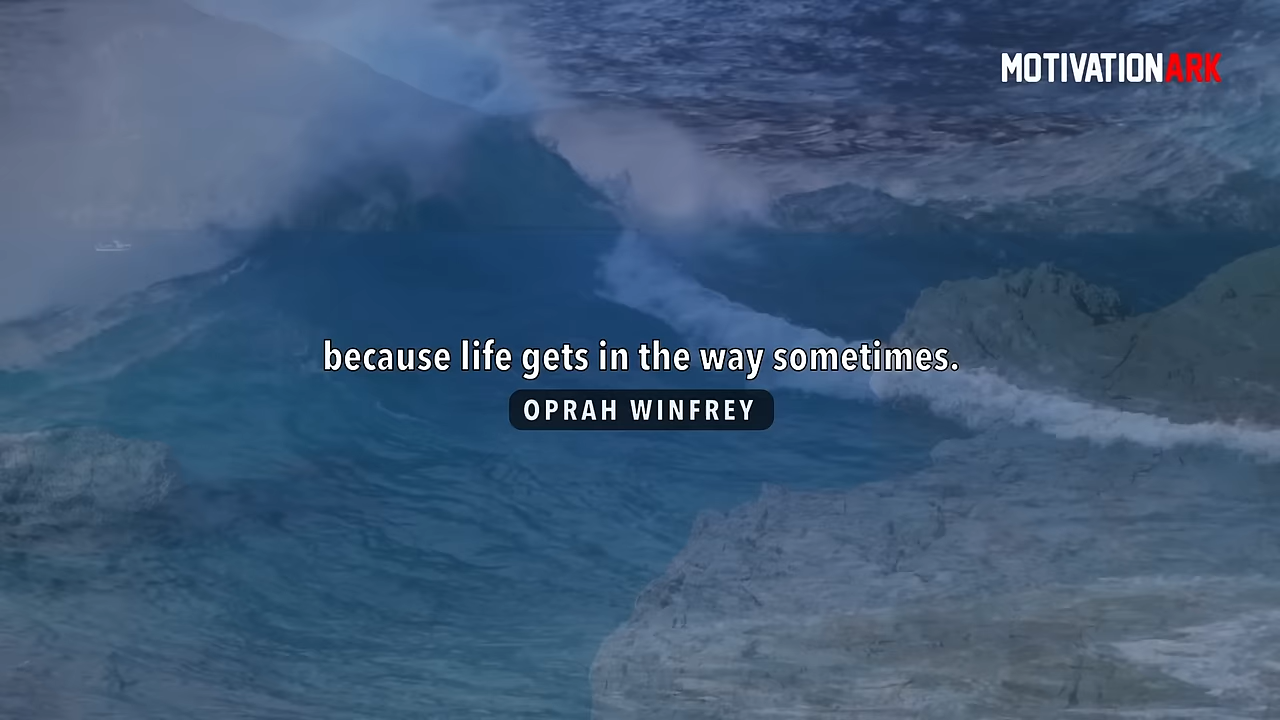 MOTIVATIONARK
because life gets in the way sometimes.
OPRAH WINFREY